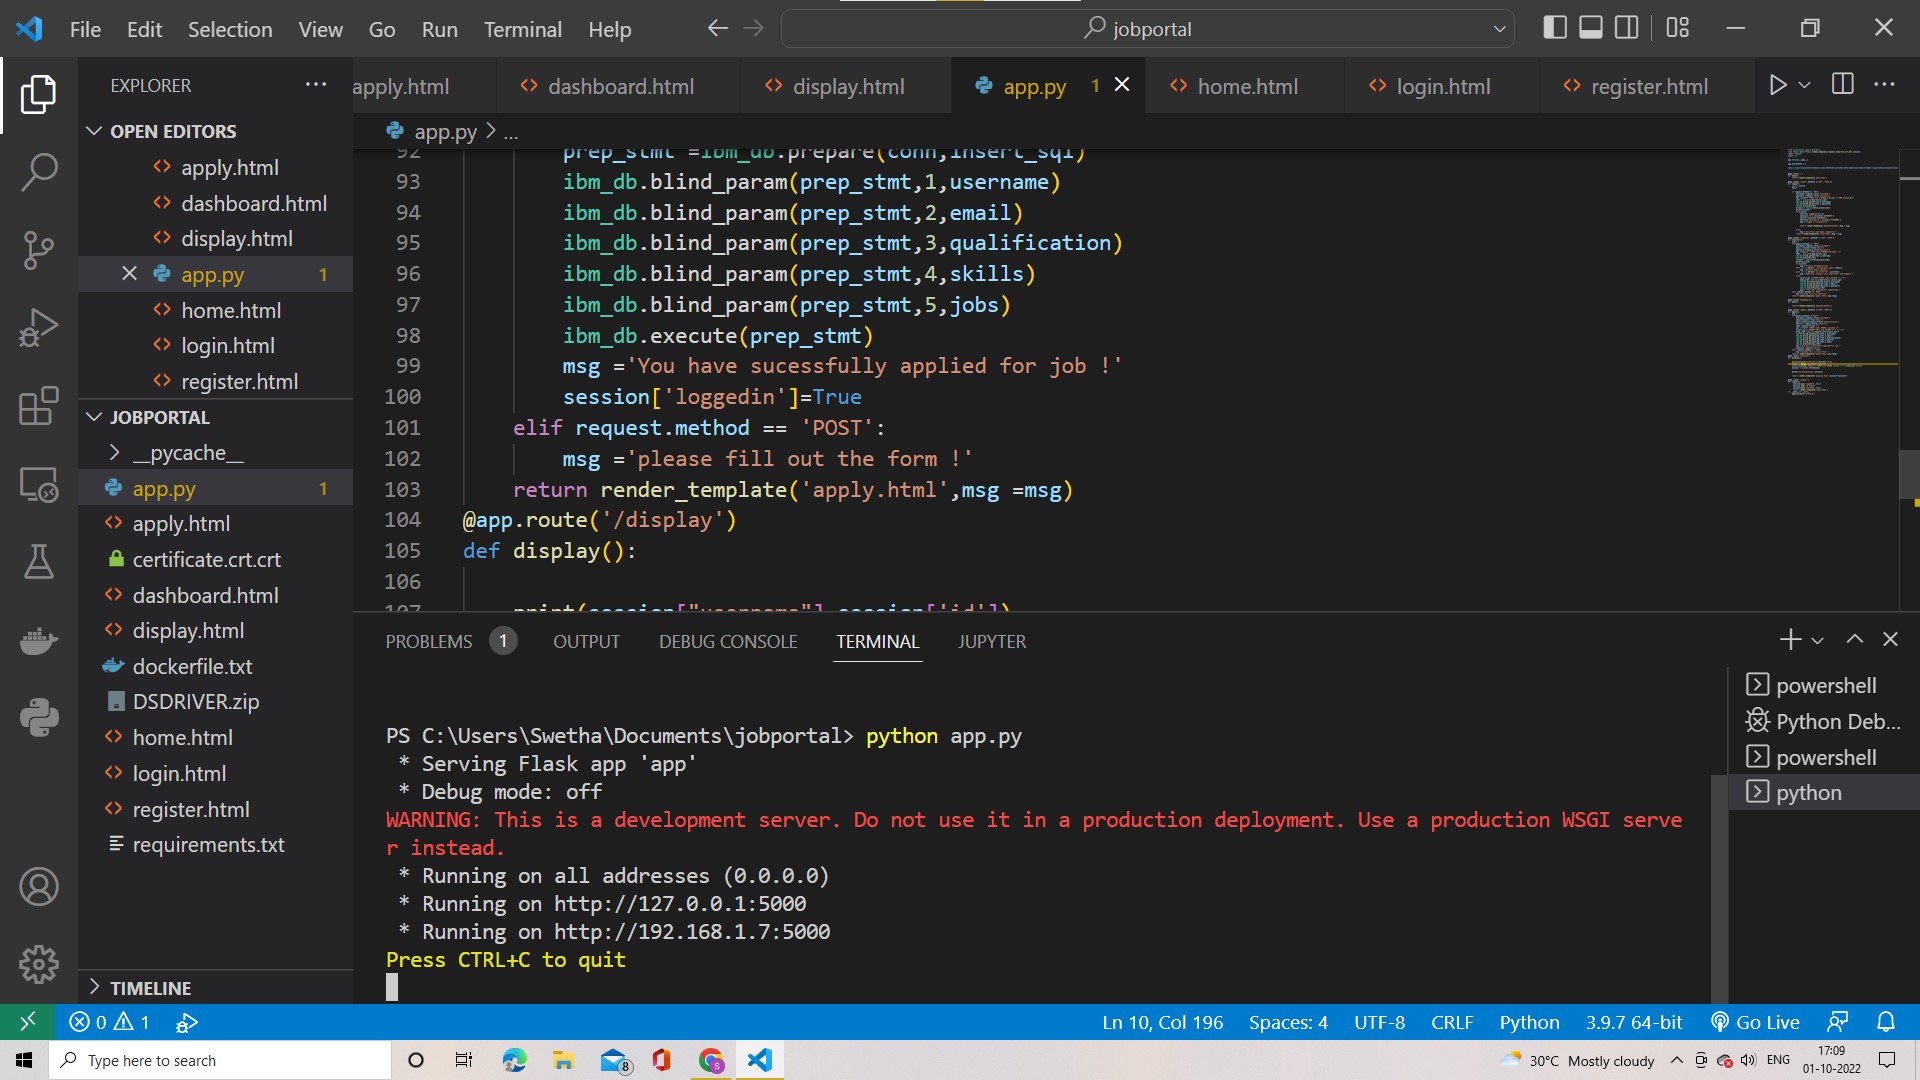 File Edit Selection View Go Run Terminal Help
jobportal
EXPLORER
apply.html
dashboard.html
display.html
app.py 1
home.html
login.html
register.html
OPEN EDITORS
apply.html
dashboard.html
display.html
app.py 1
home.html
login.html
register.html
JOBPORTAL
__pycache__
app.py 1
apply.html
certificate.crt.crt
dashboard.html
display.html
dockerfile.txt
DSDRIVER.zip
home.html
login.html
register.html
requirements.txt
TIMELINE
app.py > ...
92 prep_stmt =ibm_db.prepare(conn,insert_sql)
93 ibm_db.blind_param(prep_stmt,1,username)
94 ibm_db.blind_param(prep_stmt,2,email)
95 ibm_db.blind_param(prep_stmt,3,qualification)
96 ibm_db.blind_param(prep_stmt,4,skills)
97 ibm_db.blind_param(prep_stmt,5,jobs)
98 ibm_db.execute(prep_stmt)
99 msg ='You have sucessfully applied for job !'
100 session['loggedin']=True
101 elif request.method == 'POST':
102 msg ='please fill out the form !'
103 return render_template('apply.html',msg =msg)
104 @app.route('/display')
105 def display():
106
107 print(session["username"],session['id'])
PROBLEMS 1 OUTPUT DEBUG CONSOLE TERMINAL JUPYTER
PS C:\Users\Swetha\Documents\jobportal> python app.py
* Serving Flask app 'app'
* Debug mode: off
WARNING: This is a development server. Do not use it in a production deployment. Use a production WSGI serve
r instead.
* Running on all addresses (0.0.0.0)
* Running on http://127.0.0.1:5000
* Running on http://192.168.1.7:5000
Press CTRL+C to quit
powershell
Python Deb...
powershell
python
0 1
Ln 10, Col 196 Spaces: 4 UTF-8 CRLF Python 3.9.7 64-bit Go Live
Type here to search
8
S
30°C Mostly cloudy
ENG
17:09
01-10-2022